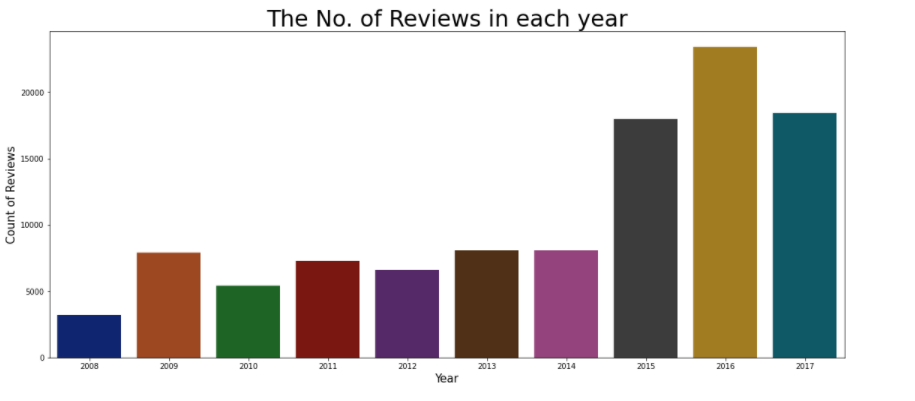 The No. of Reviews in each year
Count of Reviews
20000
15000
10000
5000
0
2008 2009 2010 2011 2012 2013 2014 2015 2016 2017
Year